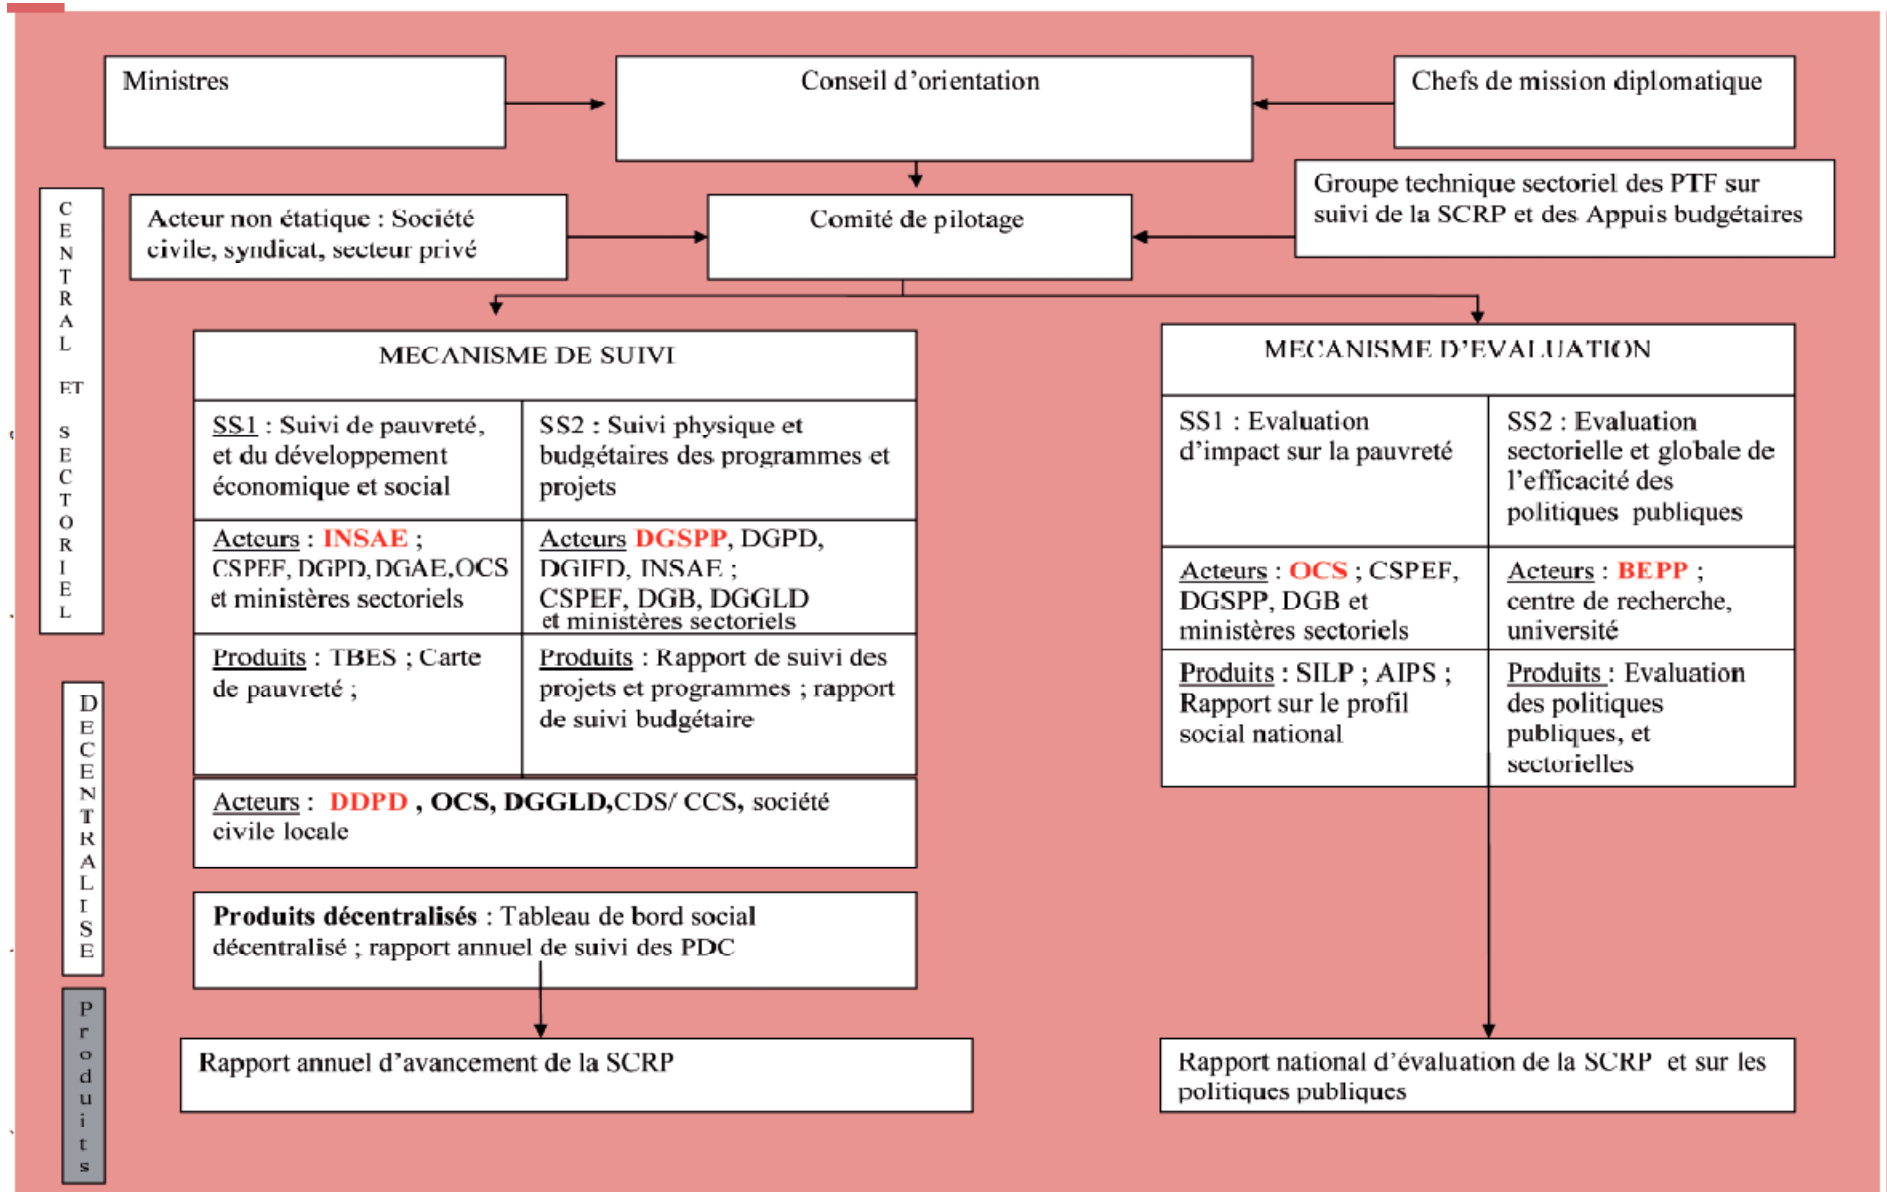 Ministres
Conseil d'orientation
Chefs de mission diplomatique
CENTRAL ET SECTORIEL
Acteur non étatique : Société
civile, syndicat, secteur privé
Comité de pilotage
Groupe technique sectoriel des PTF sur
suivi de la SCRP et des Appuis budgétaires
MECANISME DE SUIVI
SS1 : Suivi de pauvreté,
et du développement
économique et social
SS2 : Suivi physique et
budgétaires des programmes et
projets
Acteurs : INSAE ;
CSPEF, DGPD, DGAE,OCS
et ministères sectoriels
Acteurs DGSPP, DGPD,
DGIFD, INSAE ;
CSPEF, DGB, DGGLD
et ministères sectoriels
Produits : TBES ; Carte
de pauvreté ;
Produits : Rapport de suivi des
projets et programmes ; rapport
de suivi budgétaire
MECANISME D'EVALUATION
SS1 : Evaluation
d'impact sur la pauvreté
SS2 : Evaluation
sectorielle et globale de
l'efficacité des
politiques publiques
Acteurs : OCS ; CSPEF,
DGSPP, DGB et
ministères sectoriels
Acteurs : BEPP ;
centre de recherche,
université
Produits : SILP ; AIPS ;
Rapport sur le profil
social national
Produits : Evaluation
des politiques
publiques, et
sectorielles
DECENTRALISE
Acteurs : DDPD , OCS, DGGLD,CDS/ CCS, société
civile locale
Produits décentralisés : Tableau de bord social
décentralisé ; rapport annuel de suivi des PDC
Produits
Rapport annuel d'avancement de la SCRP
Rapport national d'évaluation de la SCRP et sur les
politiques publiques